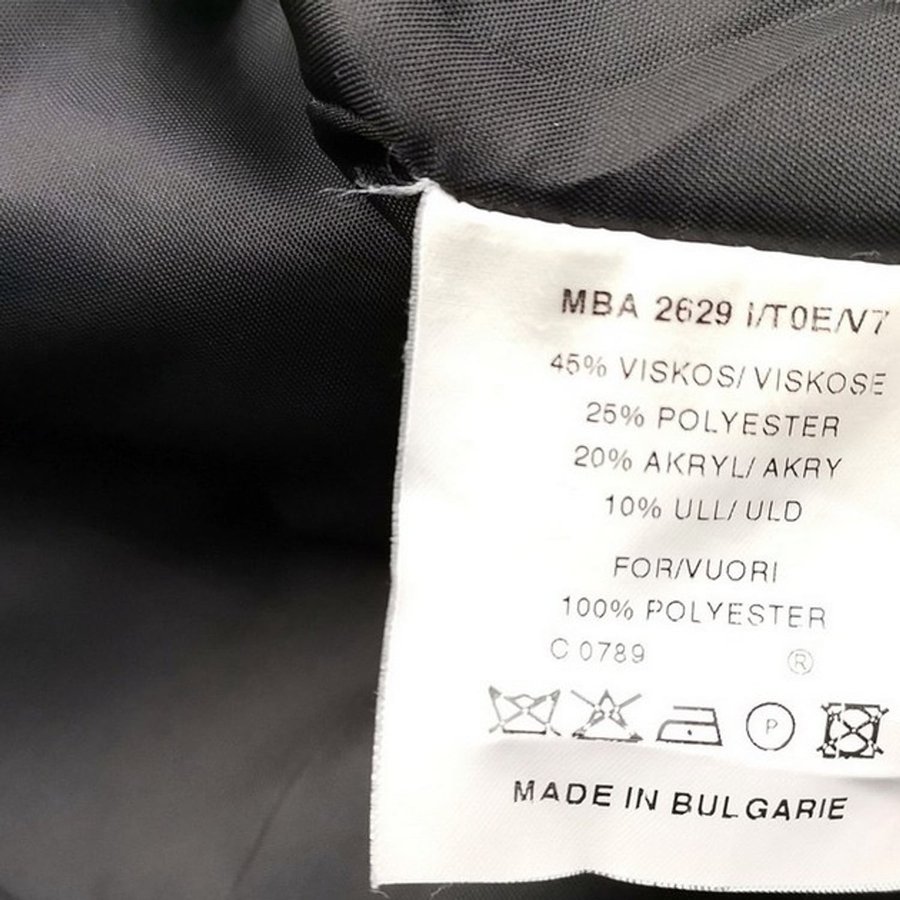 MBA 2629 I/T0E/V7
45% VISKOS/ VISKOSE
25% POLYESTER
20% AKRYL/ AKRY
10% ULL/ ULD
FOR/VUORI
100% POLYESTER
C 0789 ®
P
MADE IN BULGARIE